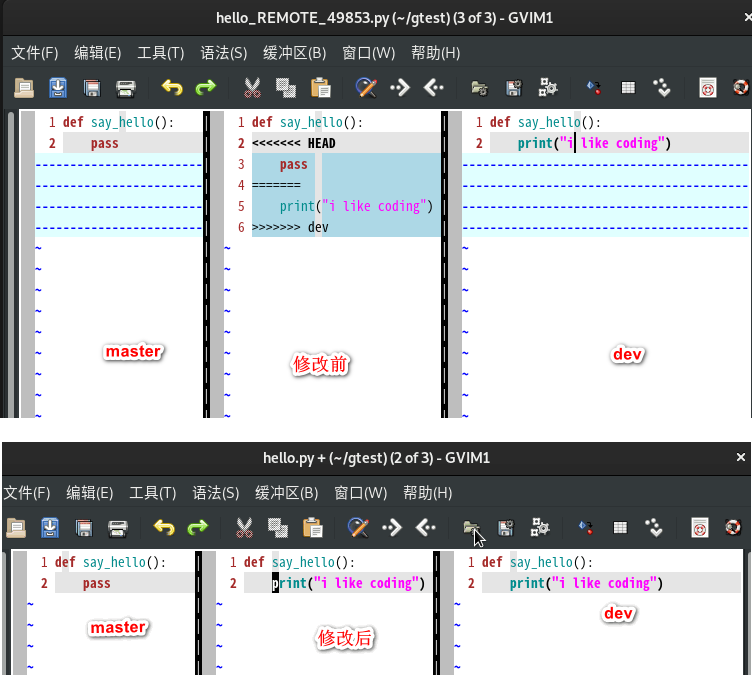 hello_REMOTE_49853.py (~/gtest) (3 of 3) - GVIM1
文件(F) 编辑(E) 工具(T) 语法(S) 缓冲区(B) 窗口(W) 帮助(H)
1 def say_hello():
2     pass
master
1 def say_hello():
2 <<<<<<< HEAD
3     pass
4 =======
5     print("i like coding")
6 >>>>>>> dev
修改前
1 def say_hello():
2     print("i like coding")
dev
hello.py + (~/gtest) (2 of 3) - GVIM1
文件(F) 编辑(E) 工具(T) 语法(S) 缓冲区(B) 窗口(W) 帮助(H)
1 def say_hello():
2     pass
master
1 def say_hello():
2     print("i like coding")
修改后
1 def say_hello():
2     print("i like coding")
dev